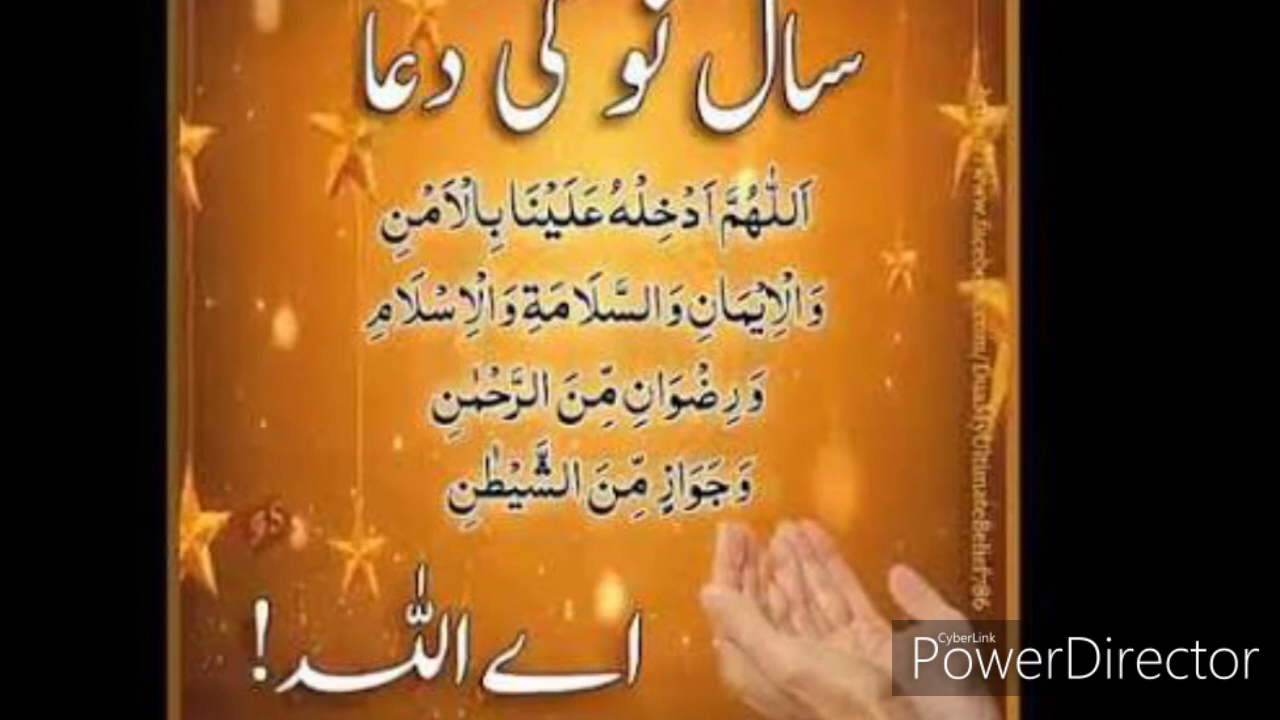 سال نو کی دعا
اَللّٰهُمَّ اَدْخِلْهُ عَلَيْنَا بِالْاَمْنِ
وَالْاِيْمَانِ وَالسَّلَامَةِ وَالْاِسْلَامِ
وَرِضْوَانٍ مِّنَ الرَّحْمٰنِ
وَجَوَازٍ مِّنَ الشَّيْطٰنِ
اے اللہ!
CyberLink
PowerDirector